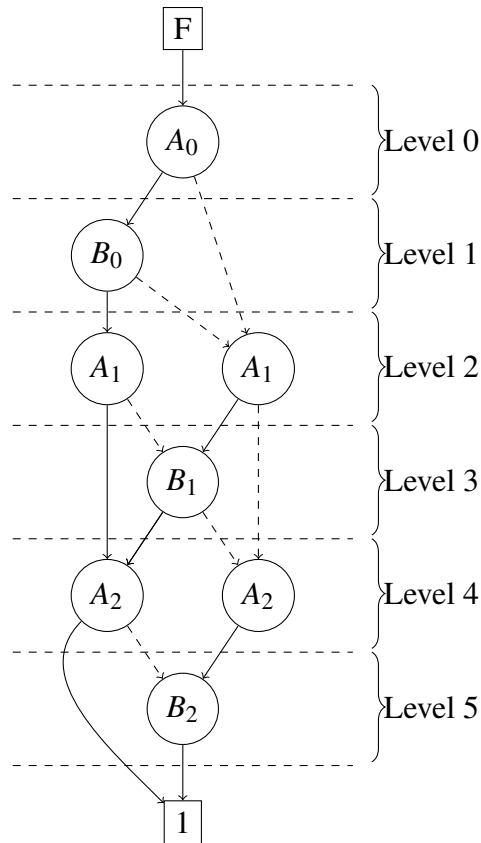 F
A₀ Level 0
B₀ Level 1
A₁ A₁ Level 2
B₁ Level 3
A₂ A₂ Level 4
B₂ Level 5
1